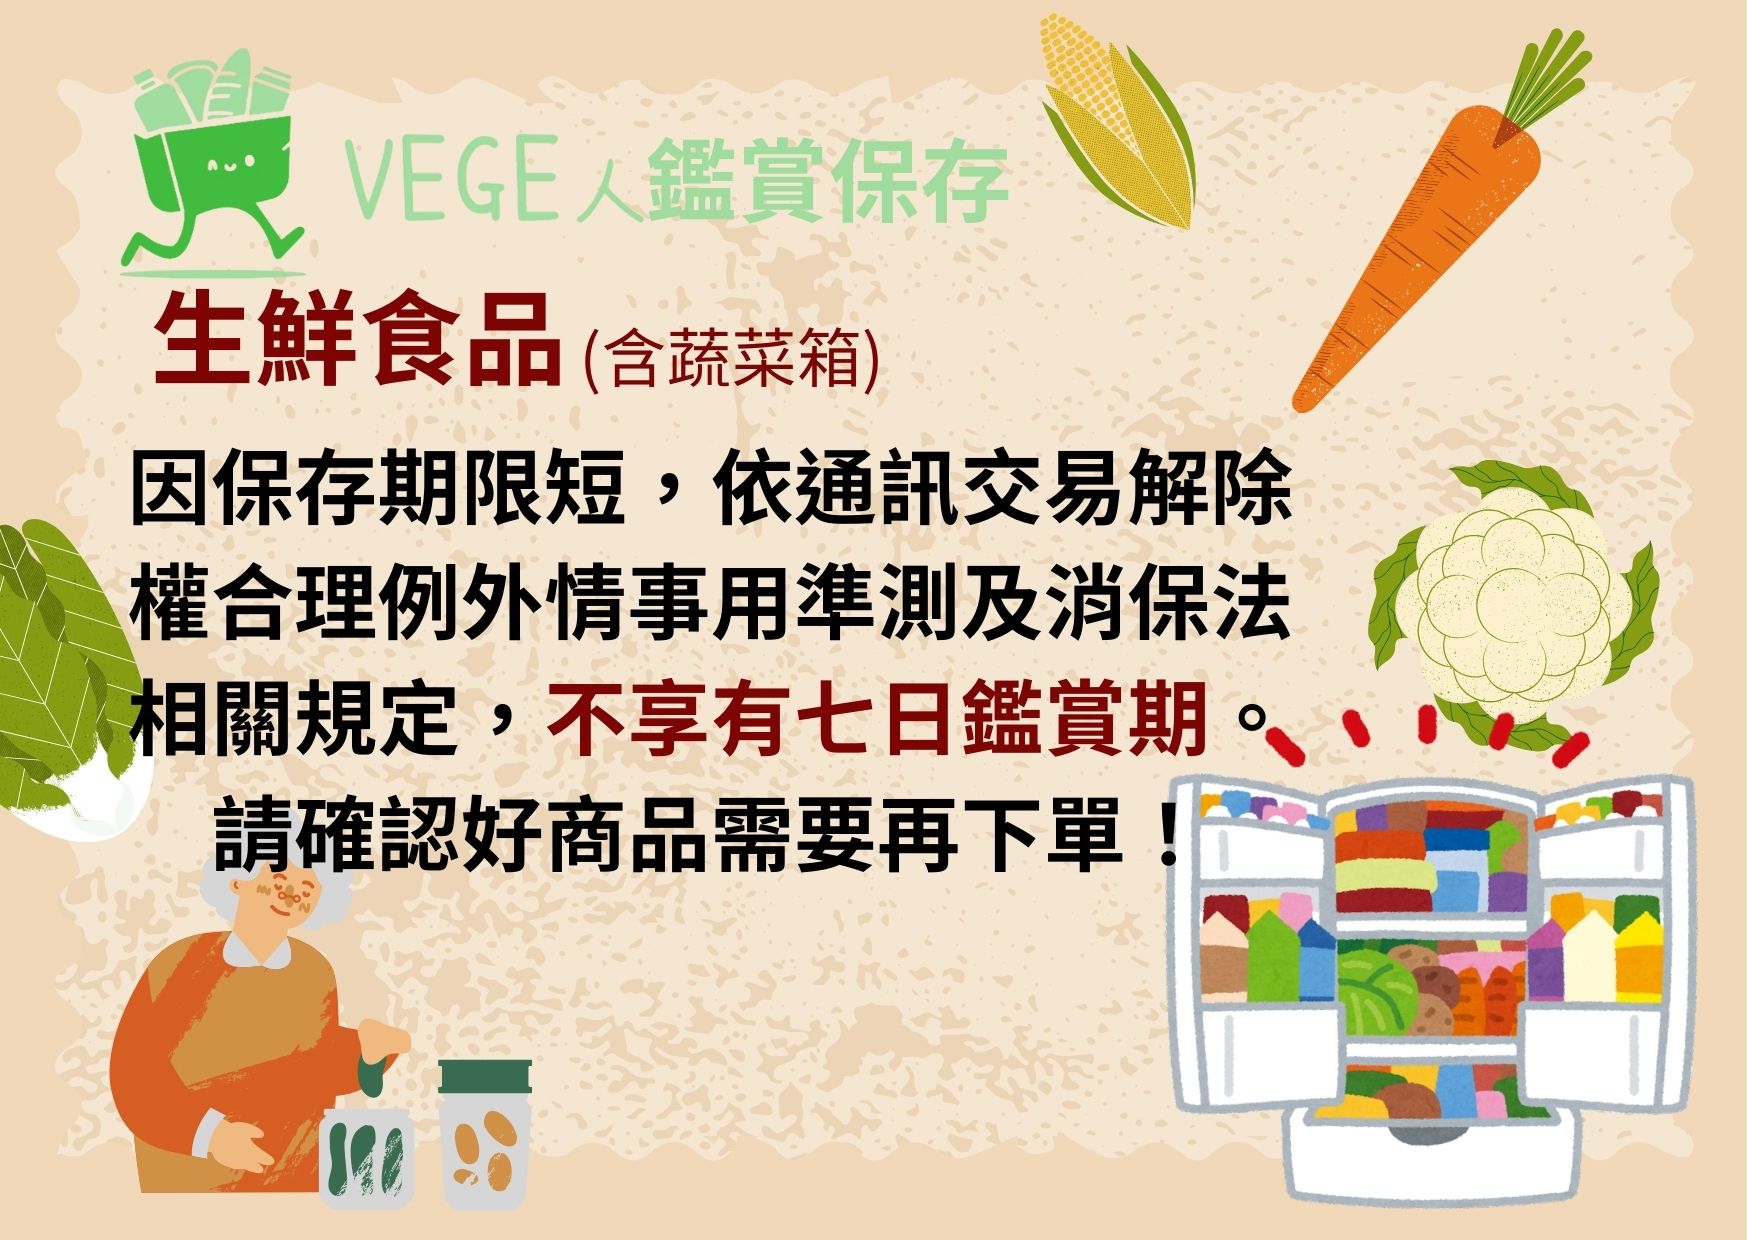 VEGE人鑑賞保存
生鮮食品 (含蔬菜箱)
因保存期限短，依通訊交易解除
權合理例外情事用準測及消保法
相關規定，不享有七日鑑賞期。
請確認好商品需要再下單！